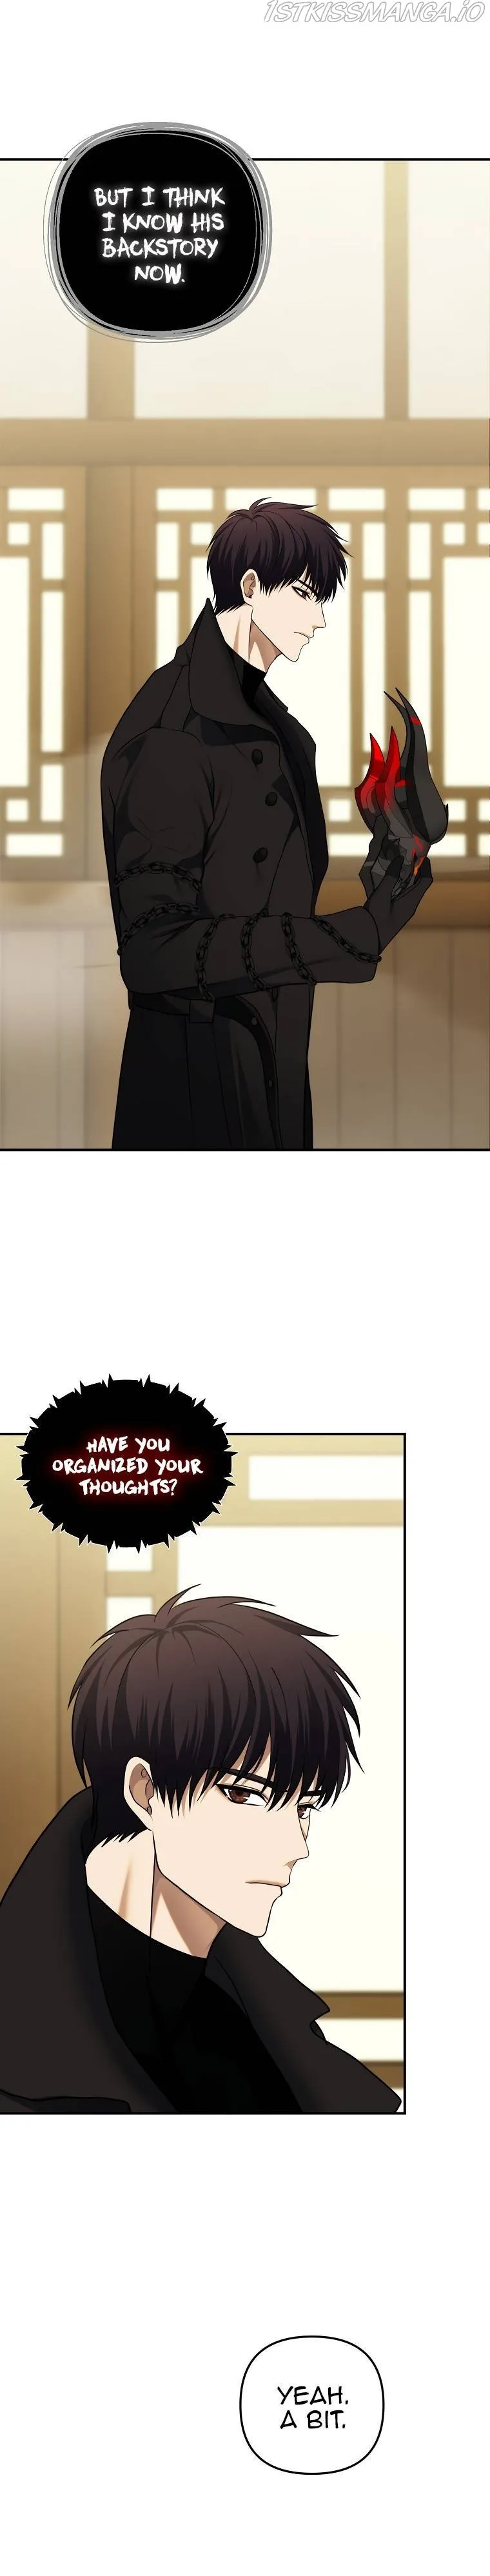 1STKISSMANGA.iO
BUT I THINK
I KNOW HIS
BACKSTORY
NOW.
HAVE YOU
ORGANIZED YOUR
THOUGHTS?
YEAH.
A BIT.